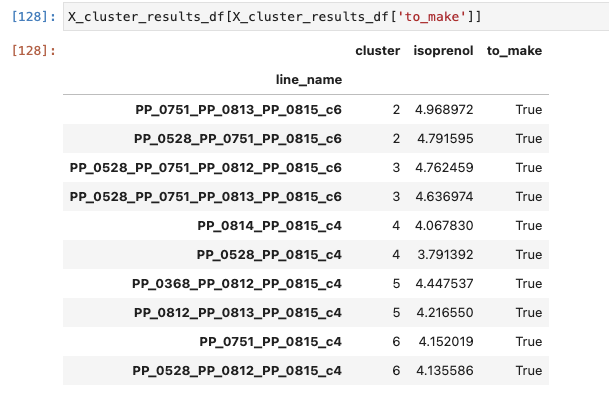 [128]: X_cluster_results_df[X_cluster_results_df['to_make']]
[128]:
cluster isoprenol to_make
line_name
PP_0751_PP_0813_PP_0815_c6 2 4.968972 True
PP_0528_PP_0751_PP_0815_c6 2 4.791595 True
PP_0528_PP_0751_PP_0812_PP_0815_c6 3 4.762459 True
PP_0528_PP_0751_PP_0813_PP_0815_c6 3 4.636974 True
PP_0814_PP_0815_c4 4 4.067830 True
PP_0528_PP_0815_c4 4 3.791392 True
PP_0368_PP_0812_PP_0815_c4 5 4.447537 True
PP_0812_PP_0813_PP_0815_c4 5 4.216550 True
PP_0751_PP_0815_c4 6 4.152019 True
PP_0528_PP_0812_PP_0815_c4 6 4.135586 True